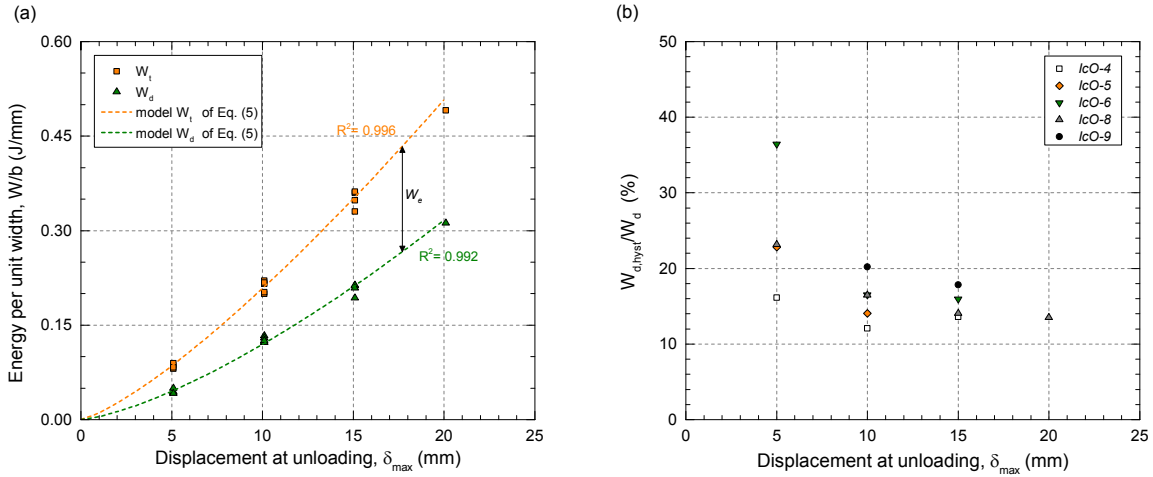 (a)
Energy per unit width, W/b (J/mm)
0.60
0.45
0.30
0.15
0.00
W_t
W_d
model W_t of Eq. (5)
model W_d of Eq. (5)
R²= 0.996
W_e
R²= 0.992
0 5 10 15 20 25
Displacement at unloading, δ_max (mm)
(b)
W_d,hyst/W_d (%)
50
40
30
20
10
0
IcO-4
IcO-5
IcO-6
IcO-8
IcO-9
0 5 10 15 20 25
Displacement at unloading, δ_max (mm)